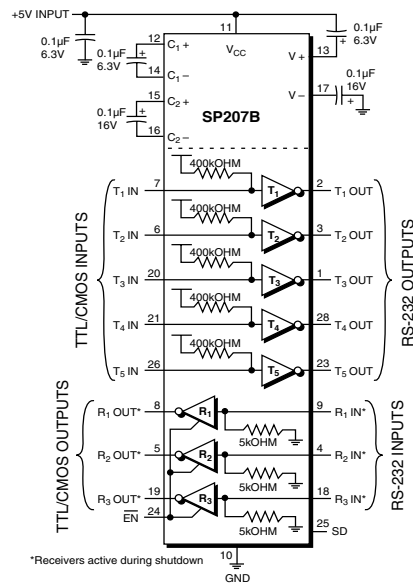 +5V INPUT
11
0.1µF
6.3V
12
C1+
VCC
0.1µF
6.3V
0.1µF
6.3V
13
V+
14
C1-
15
C2+
V-
17
0.1µF
16V
0.1µF
16V
16
C2-
SP207B
400kOHM
T1 IN
7
T1
2
T1 OUT
400kOHM
T2 IN
6
T2
3
T2 OUT
400kOHM
T3 IN
20
T3
1
T3 OUT
400kOHM
T4 IN
21
T4
28
T4 OUT
400kOHM
T5 IN
26
T5
23
T5 OUT
TTL/CMOS INPUTS
RS-232 OUTPUTS
R1 OUT*
8
R1
9
R1 IN*
5kOHM
R2 OUT*
5
R2
4
R2 IN*
5kOHM
R3 OUT*
19
R3
18
R3 IN*
5kOHM
TTL/CMOS OUTPUTS
RS-232 INPUTS
24
EN
25
SD
*Receivers active during shutdown
10
GND